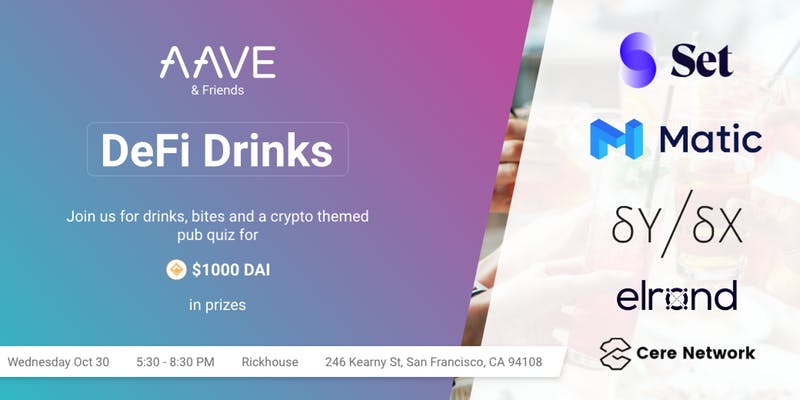 AAVE
& Friends
DeFi Drinks
Join us for drinks, bites and a crypto themed
pub quiz for
$1000 DAI
in prizes
Wednesday Oct 30 5:30 - 8:30 PM Rickhouse 246 Kearny St, San Francisco, CA 94108
Set
Matic
δY/δX
elrond
Cere Network